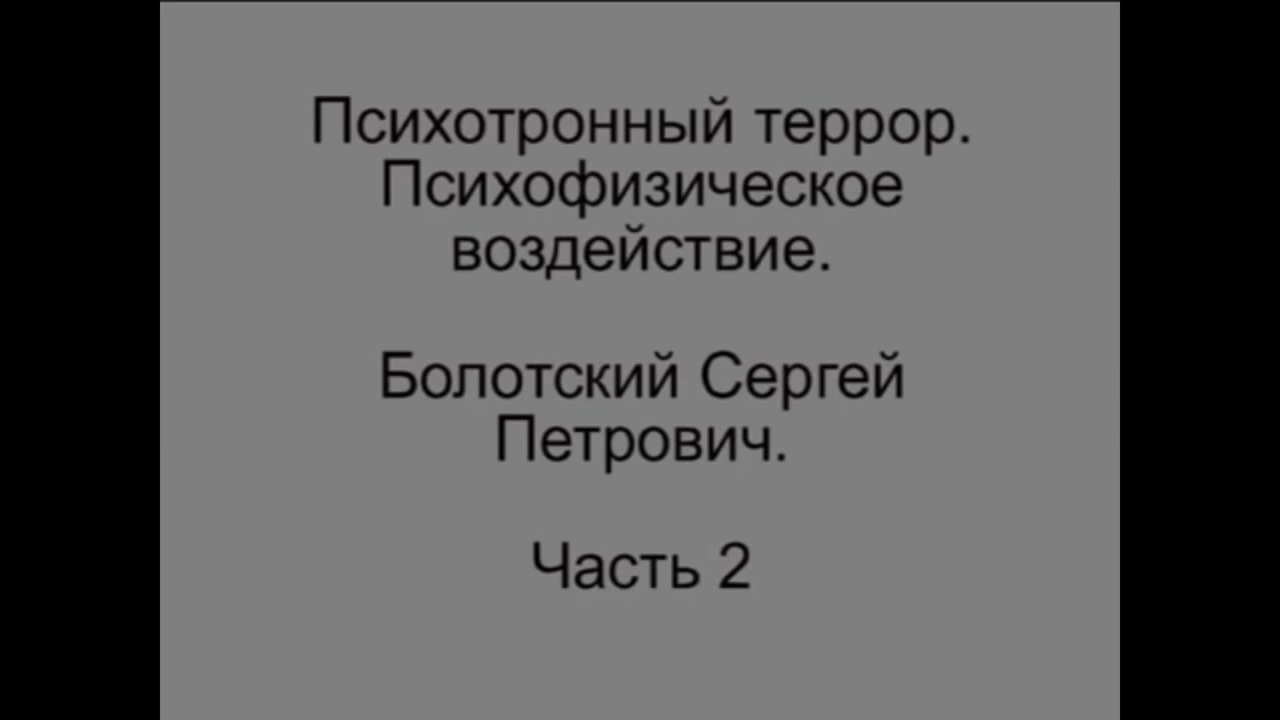 Психотронный террор.
Психофизическое
воздействие.
Болотский Сергей
Петрович.
Часть 2